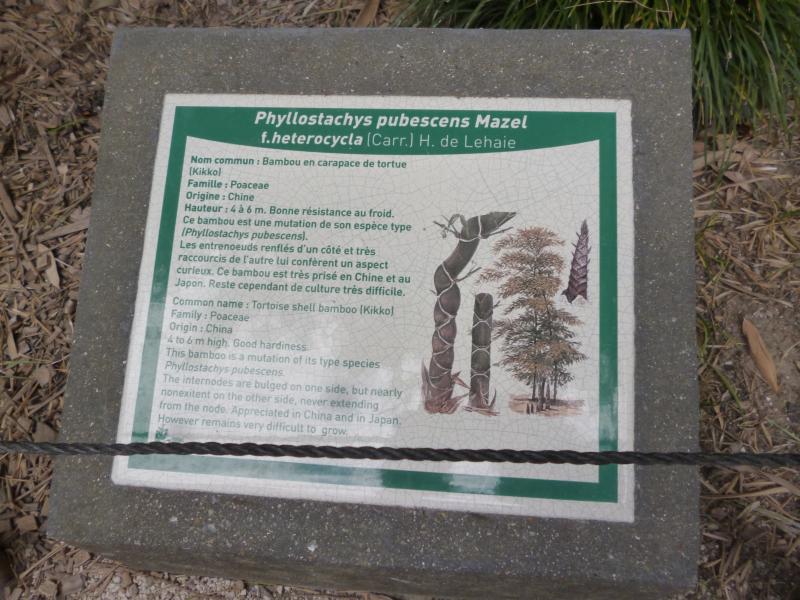 Phyllostachys pubescens Mazel
f.heterocycla (Carr.) H. de Lehaie
Nom commun : Bambou en carapace de tortue
(Kikko)
Famille : Poaceae
Origine : Chine
Hauteur : 4 à 6 m. Bonne résistance au froid.
Ce bambou est une mutation de son espèce type
(Phyllostachys pubescens).
Les entrenoeuds renflés d'un côté et très
raccourcis de l'autre lui confèrent un aspect
curieux. Ce bambou est très prisé en Chine et au
Japon. Reste cependant de culture très difficile.
Common name : Tortoise shell bamboo (Kikko)
Family : Poaceae
Origin : China
4 to 6 m high. Good hardiness.
This bamboo is a mutation of its type species
Phyllostachys pubescens.
The internodes are bulged on one side, but nearly
nonexitent on the other side, never extending
from the node. Appreciated in China and in Japan.
However remains very difficult to grow.